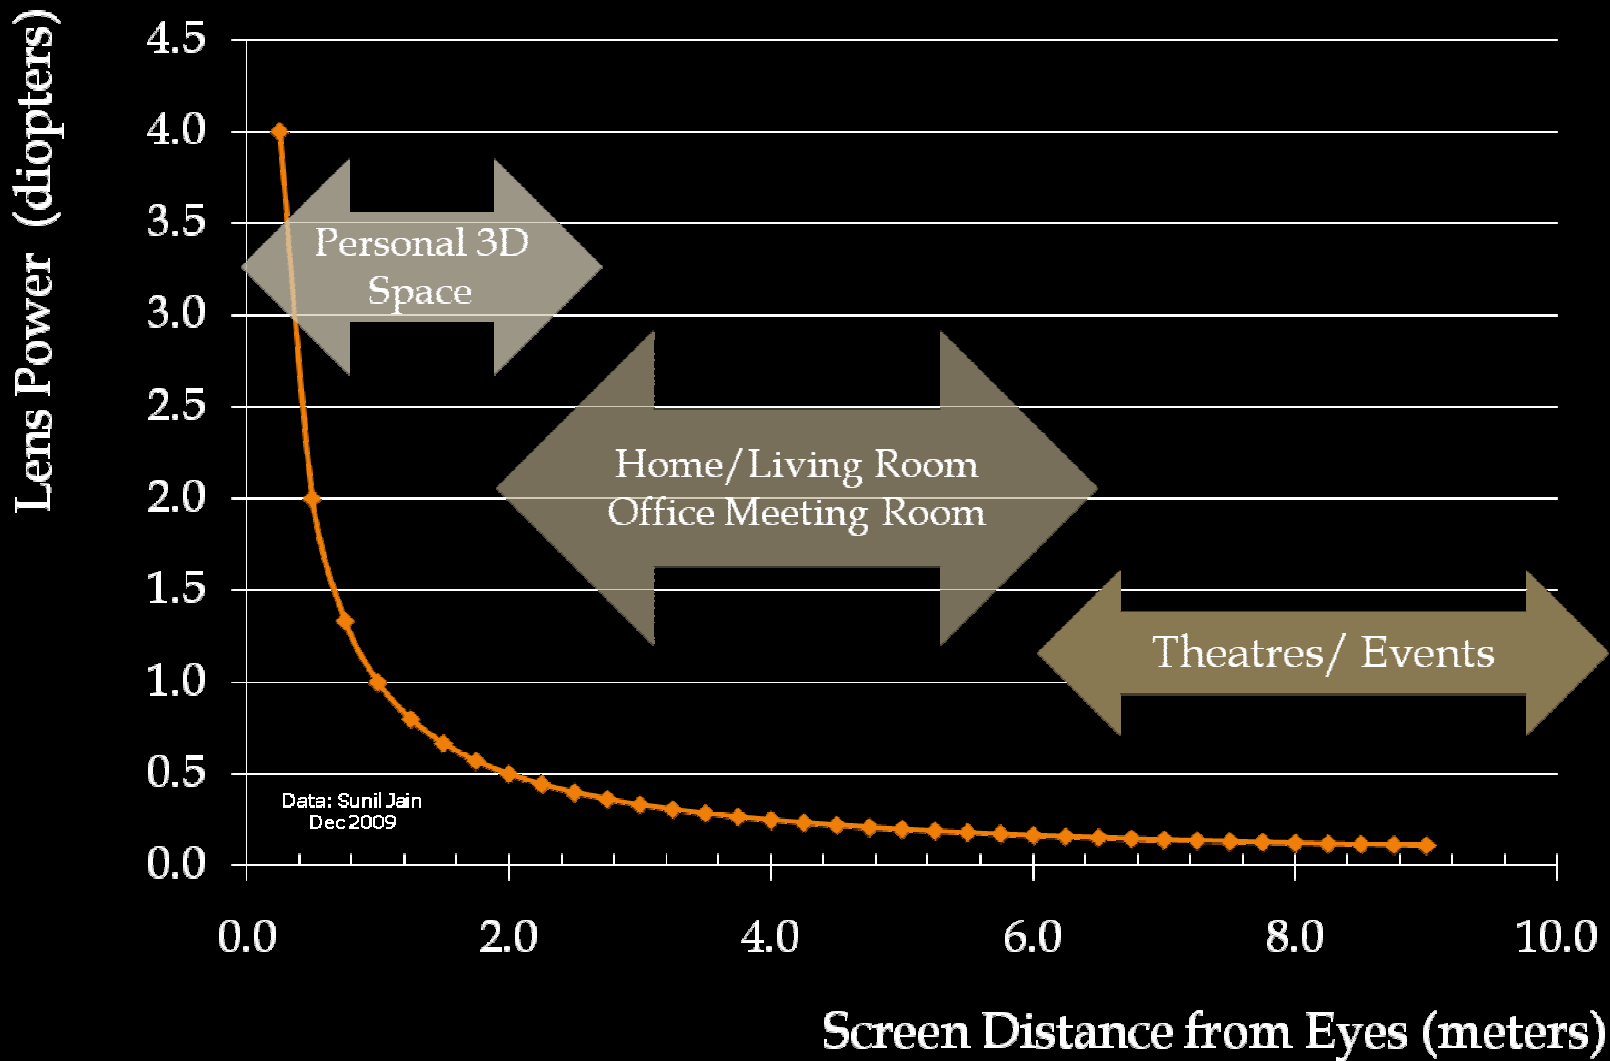 Lens Power (diopters)
4.5
4.0
3.5
3.0
2.5
2.0
1.5
1.0
0.5
0.0
Personal 3D
Space
Home/Living Room
Office Meeting Room
Theatres/ Events
Data: Sunil Jain
Dec 2009
0.0 2.0 4.0 6.0 8.0 10.0
Screen Distance from Eyes (meters)